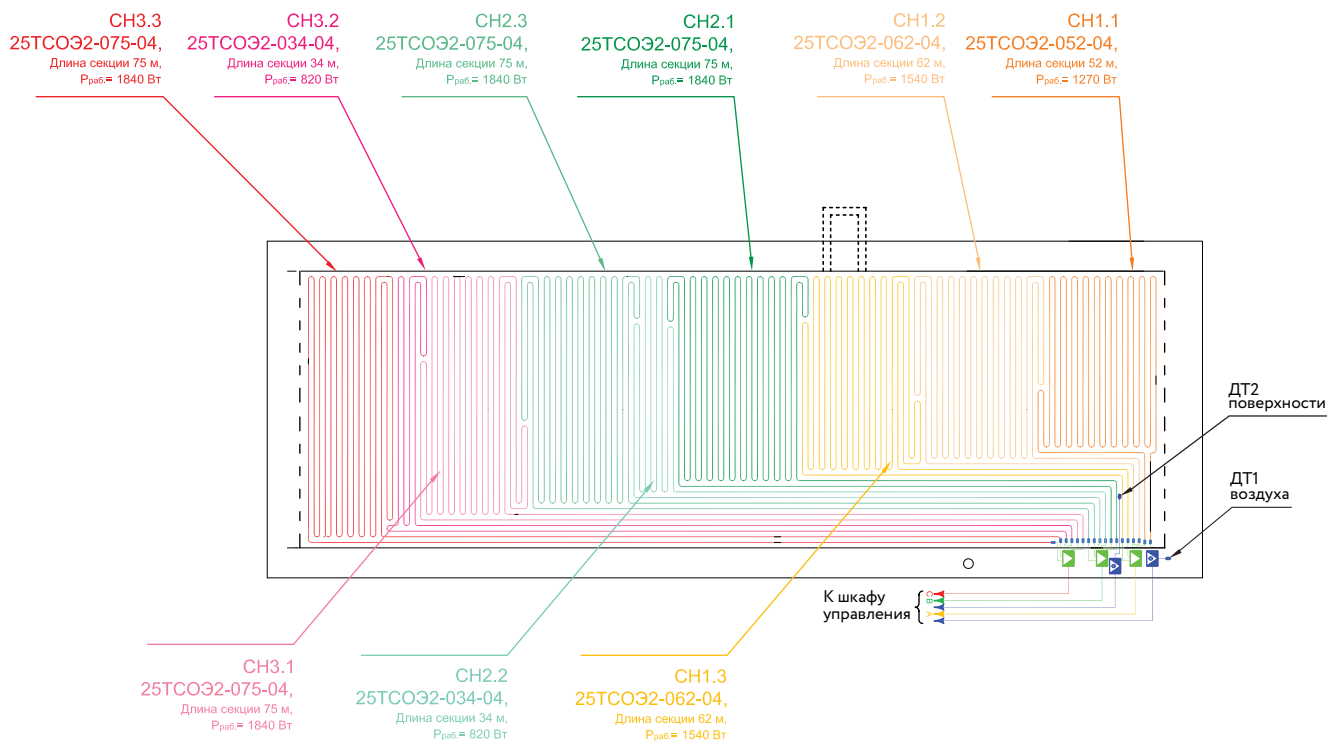 СН3.3
25ТСОЭ2-075-04,
Длина секции 75 м,
Рраб.= 1840 Вт
СН3.2
25ТСОЭ2-034-04,
Длина секции 34 м,
Рраб.= 820 Вт
СН2.3
25ТСОЭ2-075-04,
Длина секции 75 м,
Рраб.= 1840 Вт
СН2.1
25ТСОЭ2-075-04,
Длина секции 75 м,
Рраб.= 1840 Вт
СН1.2
25ТСОЭ2-062-04,
Длина секции 62 м,
Рраб.= 1540 Вт
СН1.1
25ТСОЭ2-052-04,
Длина секции 52 м,
Рраб.= 1270 Вт
ДТ2
поверхности
ДТ1
воздуха
К шкафу
управления
C
B
A
СН3.1
25ТСОЭ2-075-04,
Длина секции 75 м,
Рраб.= 1840 Вт
СН2.2
25ТСОЭ2-034-04,
Длина секции 34 м,
Рраб.= 820 Вт
СН1.3
25ТСОЭ2-062-04,
Длина секции 62 м,
Рраб.= 1540 Вт